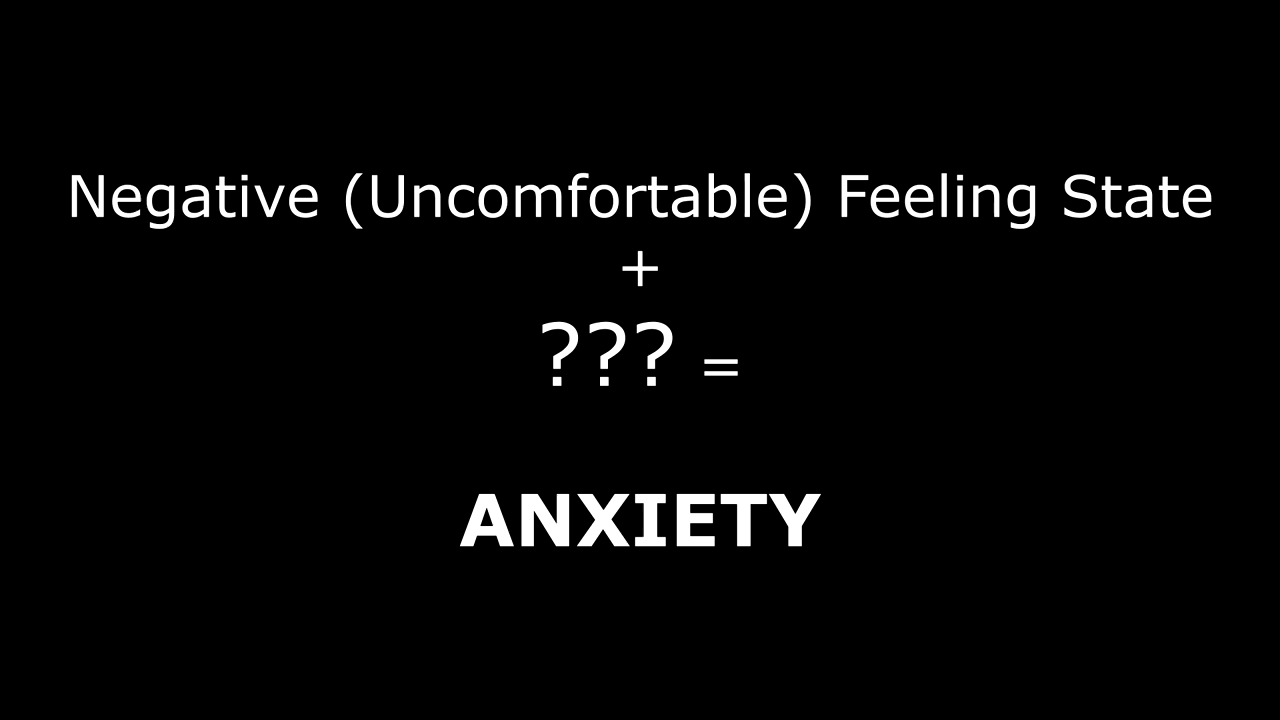 Negative (Uncomfortable) Feeling State
+
??? =
ANXIETY